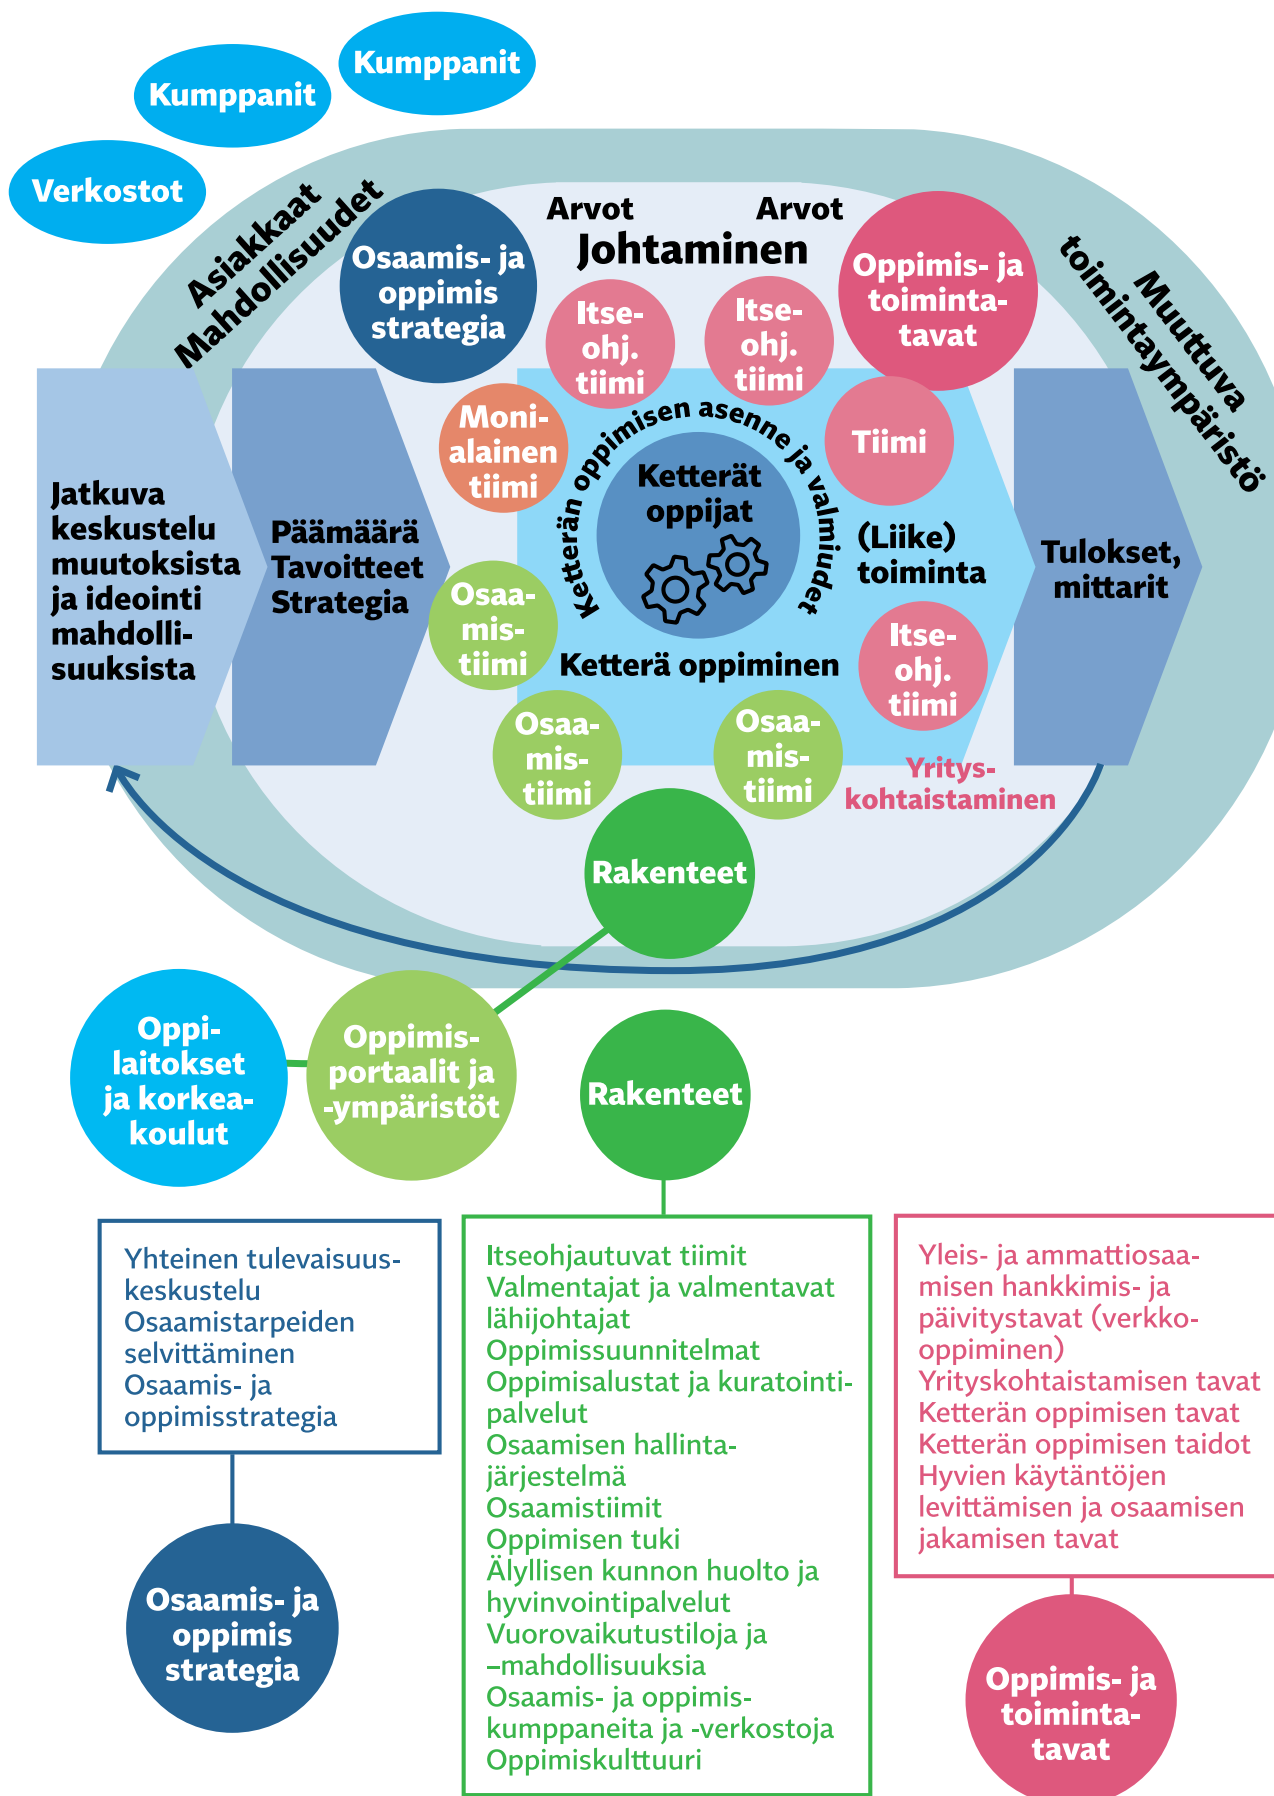 Kumppanit
Kumppanit
Verkostot
Asiakkaat
Mahdollisuudet
Muuttuva
toimintaympäristö
Osaamis- ja
oppimis
strategia
Arvot
Arvot
Johtaminen
Oppimis- ja
toiminta-
tavat
Itse-
ohj.
tiimi
Itse-
ohj.
tiimi
Moni-
alainen
tiimi
Tiimi
Ketterän oppimisen asenne ja valmiudet
Ketterät
oppijat
Jatkuva
keskustelu
muutoksista
ja ideointi
mahdolli-
suuksista
Päämäärä
Tavoitteet
Strategia
(Liike)
toiminta
Tulokset,
mittarit
Osaa-
mis-
tiimi
Ketterä oppiminen
Itse-
ohj.
tiimi
Osaa-
mis-
tiimi
Osaa-
mis-
tiimi
Yritys-
kohtaistaminen
Rakenteet
Oppi-
laitokset
ja korkea-
koulut
Oppimis-
portaalit ja
-ympäristöt
Rakenteet
Yhteinen tulevaisuus-
keskustelu
Osaamistarpeiden
selvittäminen
Osaamis- ja
oppimisstrategia
Osaamis- ja
oppimis
strategia
Itseohjautuvat tiimit
Valmentajat ja valmentavat
lähijohtajat
Oppimissuunnitelmat
Oppimisalustat ja kuratointi-
palvelut
Osaamisen hallinta-
järjestelmä
Osaamistiimit
Oppimisen tuki
Älyllisen kunnon huolto ja
hyvinvointipalvelut
Vuorovaikutustiloja ja
–mahdollisuuksia
Osaamis- ja oppimis-
kumppaneita ja -verkostoja
Oppimiskulttuuri
Yleis- ja ammattiosaa-
misen hankkimis- ja
päivitystavat (verkko-
oppiminen)
Yrityskohtaistamisen tavat
Ketterän oppimisen tavat
Ketterän oppimisen taidot
Hyvien käytäntöjen
levittämisen ja osaamisen
jakamisen tavat
Oppimis- ja
toiminta-
tavat